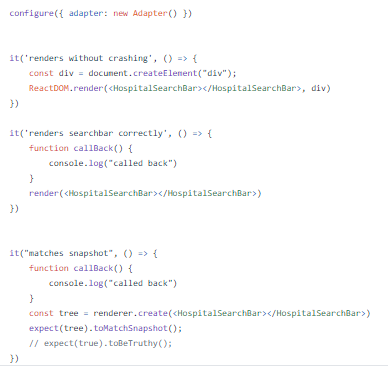 configure({ adapter: new Adapter() })
it('renders without crashing', () => {
const div = document.createElement("div");
ReactDOM.render(<HospitalSearchBar></HospitalSearchBar>, div)
})
it('renders searchbar correctly', () => {
function callBack() {
console.log("called back")
}
render(<HospitalSearchBar></HospitalSearchBar>)
})
it("matches snapshot", () => {
function callBack() {
console.log("called back")
}
const tree = renderer.create(<HospitalSearchBar></HospitalSearchBar>)
expect(tree).toMatchSnapshot();
// expect(true).toBeTruthy();
})